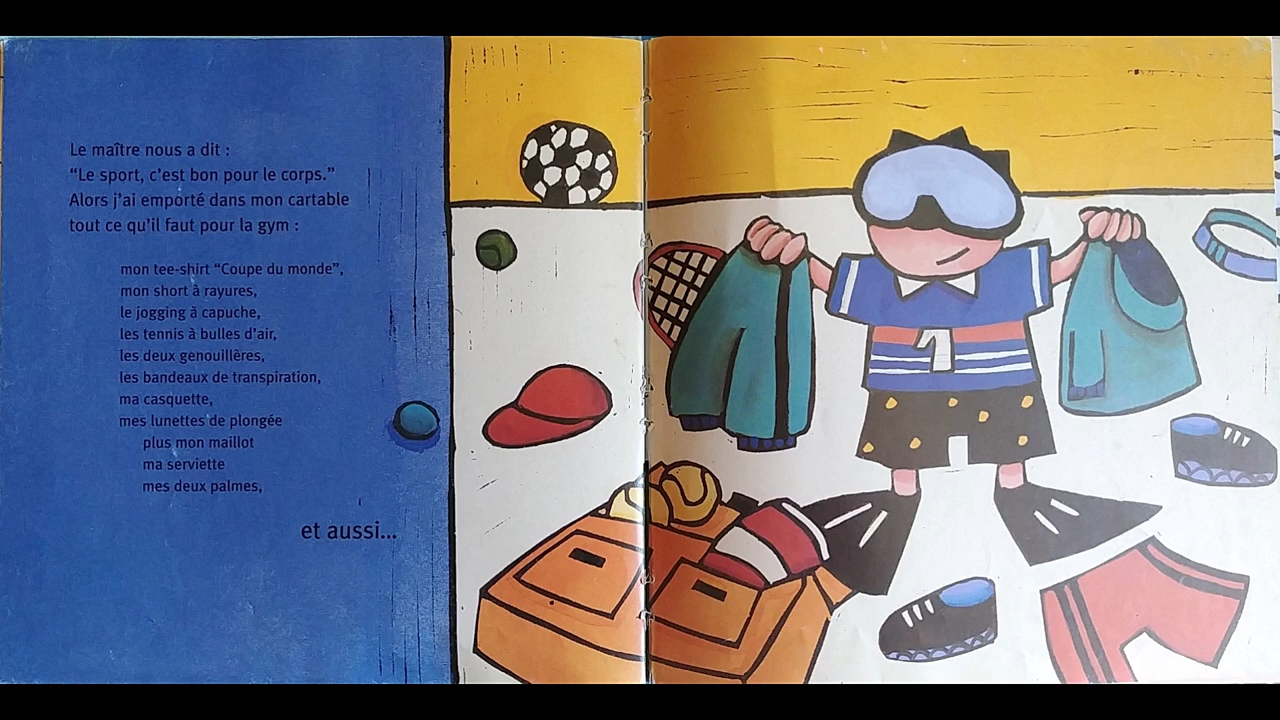 Le maître nous a dit :
“Le sport, c’est bon pour le corps.”
Alors j’ai emporté dans mon cartable
tout ce qu’il faut pour la gym :
mon tee-shirt “Coupe du monde”,
mon short à rayures,
le jogging à capuche,
les tennis à bulles d’air,
les deux genouillères,
les bandeaux de transpiration,
ma casquette,
mes lunettes de plongée
plus mon maillot
ma serviette
mes deux palmes,
et aussi...
1